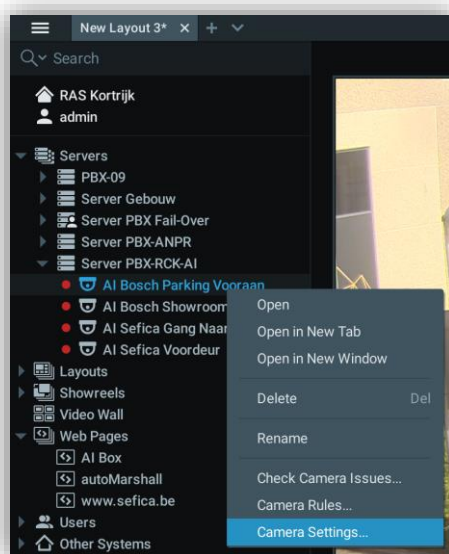 New Layout 3*
Search
RAS Kortrijk
admin
Servers
PBX-09
Server Gebouw
Server PBX Fail-Over
Server PBX-ANPR
Server PBX-RCK-AI
AI Bosch Parking Vooraan
AI Bosch Showroom
AI Sefica Gang Naar
AI Sefica Voordeur
Layouts
Showreels
Video Wall
Web Pages
AI Box
autoMarshall
www.sefica.be
Users
Other Systems
Open
Open in New Tab
Open in New Window
Delete Del
Rename
Check Camera Issues...
Camera Rules...
Camera Settings...